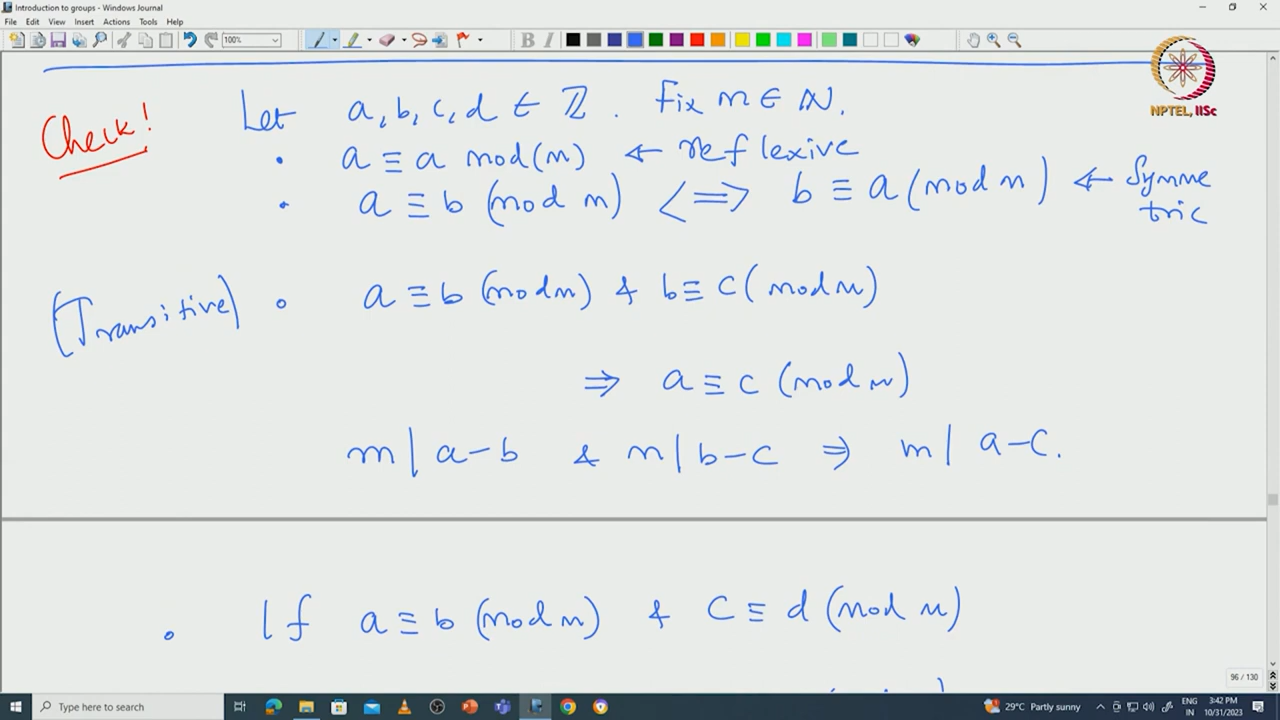 Introduction to groups - Windows Journal
File Edit View Insert Actions Tools Help
100%
B I
NPTEL, IISc
Check!
Let a, b, c, d ∈ ℤ. Fix n ∈ ℕ.
• a ≡ a mod(n) ← reflexive
• a ≡ b (mod n) <=> b ≡ a (mod n) ← Symme
tric
(Transitive) • a ≡ b (mod n) & b ≡ c (mod n)
⇒ a ≡ c (mod n)
n | a-b & n | b-c ⇒ n | a-c.
• If a ≡ b (mod n) & c ≡ d (mod n)
96 / 130
Type here to search
29°C Partly sunny
ENG
IN
3:42 PM
10/31/2023